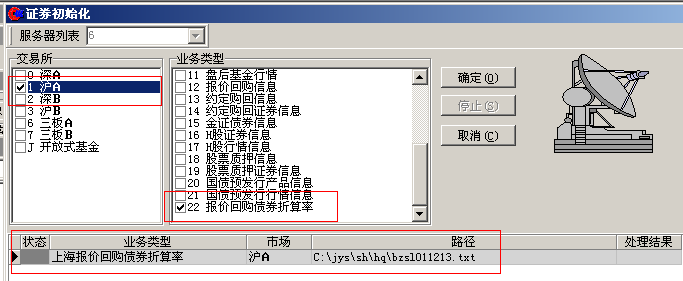 证券初始化
服务器列表 6
交易所
0 深A
1 沪A
2 深B
3 沪B
6 三板A
7 三板B
J 开放式基金
业务类型
11 盘后基金行情
12 报价回购信息
13 约定购回信息
14 约定购回证券信息
15 金证债券信息
16 H股证券信息
17 H股行情信息
18 股票质押信息
19 股票质押证券信息
20 国债预发行产品信息
21 国债预发行行情信息
22 报价回购债券折算率
确定(O)
停止(S)
取消(C)
状态 业务类型 市场 路径 处理结果
上海报价回购债券折算率 沪A C:\jys\sh\hq\bzsl011213.txt